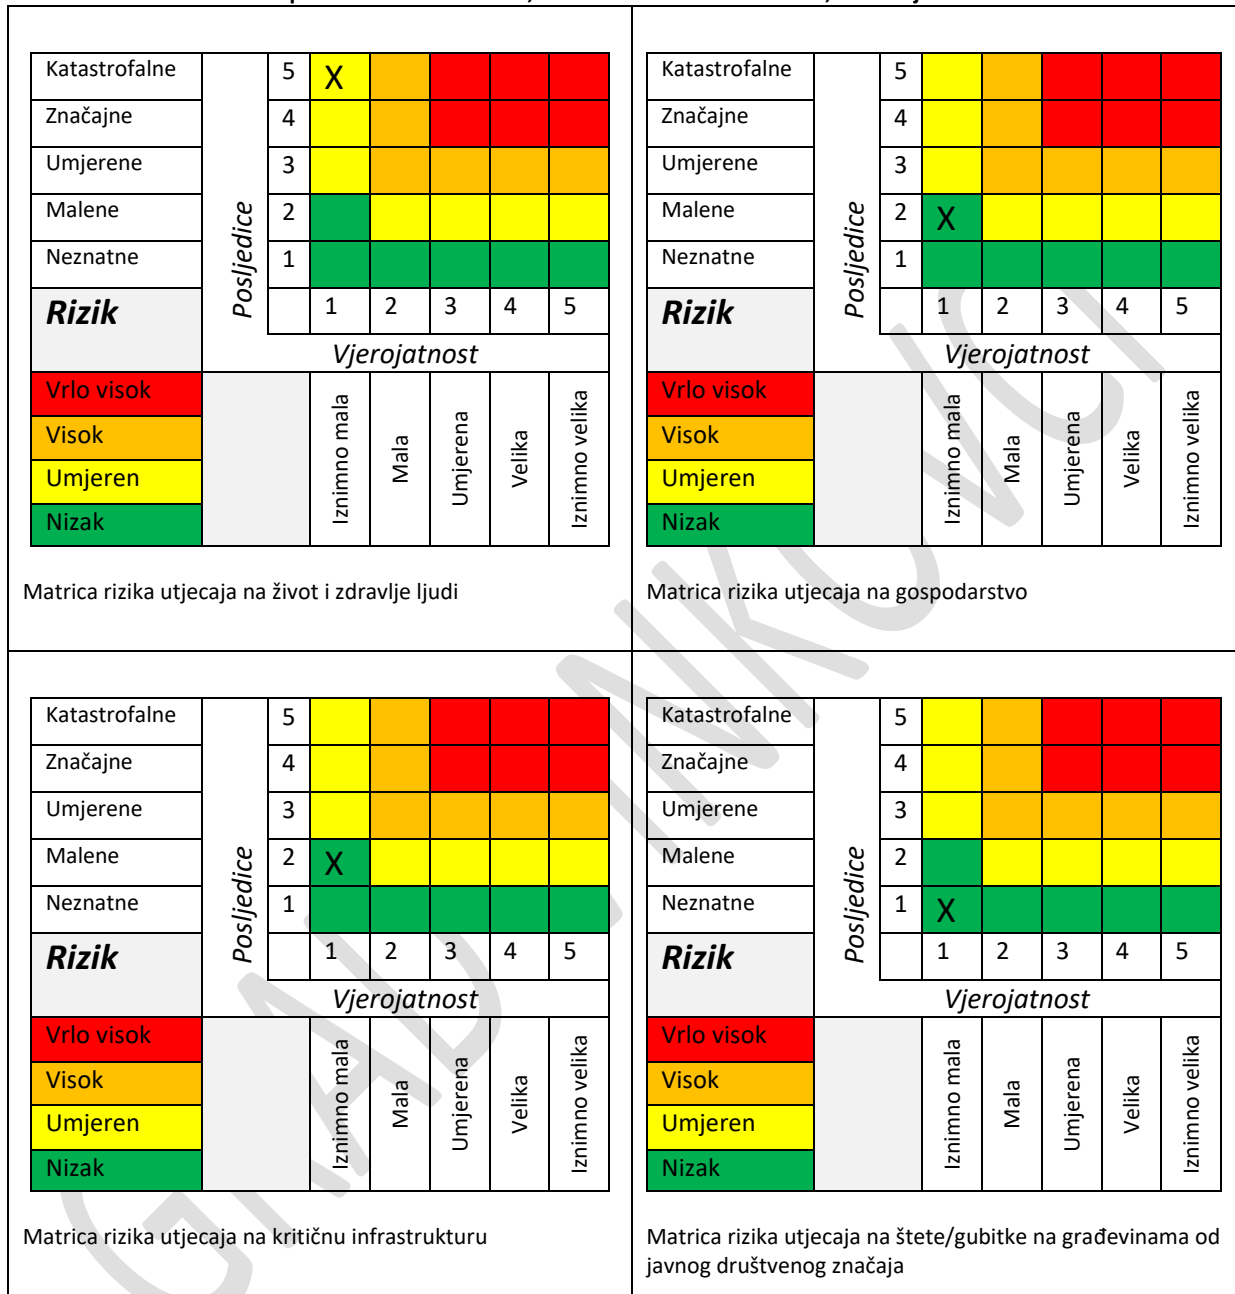 Katastrofalne 5 X
Značajne 4
Umjerene 3
Malene 2
Neznatne 1
Posljedice
Rizik 1 2 3 4 5
Vjerojatnost
Vrlo visok
Visok
Umjeren
Nizak
Iznimno mala
Mala
Umjerena
Velika
Iznimno velika
Matrica rizika utjecaja na život i zdravlje ljudi
Katastrofalne 5
Značajne 4
Umjerene 3
Malene 2 X
Neznatne 1
Posljedice
Rizik 1 2 3 4 5
Vjerojatnost
Vrlo visok
Visok
Umjeren
Nizak
Iznimno mala
Mala
Umjerena
Velika
Iznimno velika
Matrica rizika utjecaja na gospodarstvo
Katastrofalne 5
Značajne 4
Umjerene 3
Malene 2 X
Neznatne 1
Posljedice
Rizik 1 2 3 4 5
Vjerojatnost
Vrlo visok
Visok
Umjeren
Nizak
Iznimno mala
Mala
Umjerena
Velika
Iznimno velika
Matrica rizika utjecaja na kritičnu infrastrukturu
Katastrofalne 5
Značajne 4
Umjerene 3
Malene 2
Neznatne 1 X
Posljedice
Rizik 1 2 3 4 5
Vjerojatnost
Vrlo visok
Visok
Umjeren
Nizak
Iznimno mala
Mala
Umjerena
Velika
Iznimno velika
Matrica rizika utjecaja na štete/gubitke na građevinama od
javnog društvenog značaja
GRAD